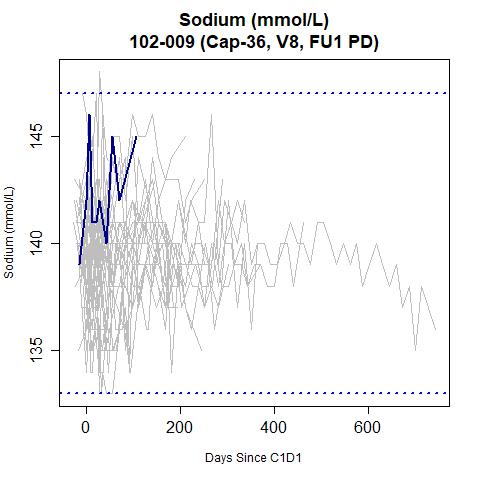 Sodium (mmol/L)
102-009 (Cap-36, V8, FU1 PD)
Sodium (mmol/L)
145
140
135
0
200
400
600
Days Since C1D1